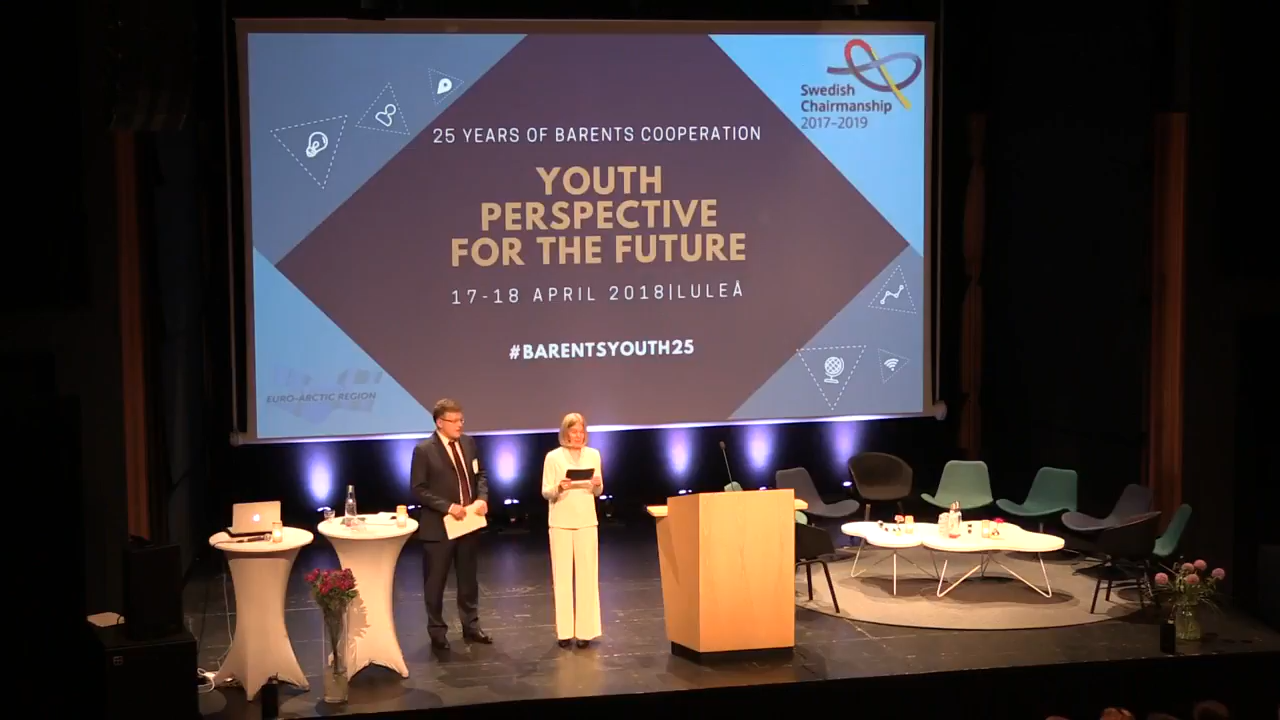 Swedish
Chairmanship
2017–2019
25 YEARS OF BARENTS COOPERATION
YOUTH
PERSPECTIVE
FOR THE FUTURE
17-18 APRIL 2018|LULEÅ
#BARENTSYOUTH25
EURO-ARCTIC REGION